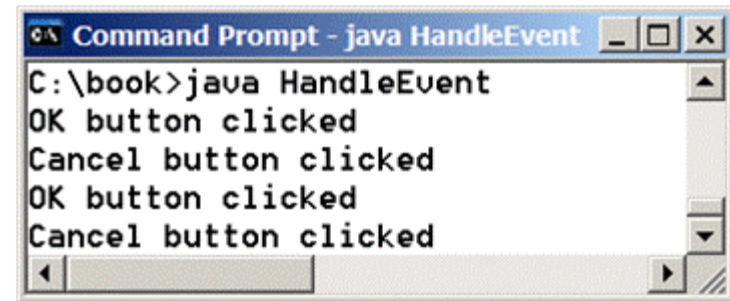 Command Prompt - java HandleEvent
C:\book>java HandleEvent
OK button clicked
Cancel button clicked
OK button clicked
Cancel button clicked